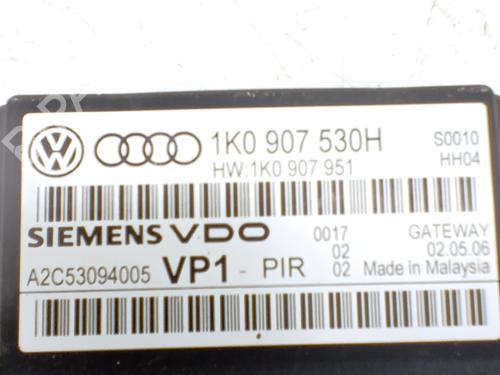 1K0 907 530H S0010
HW:1K0 907 951 HH04
SIEMENS VDO 0017 GATEWAY
02 02.05.06
A2C53094005 VP1 - PIR 02 Made in Malaysia